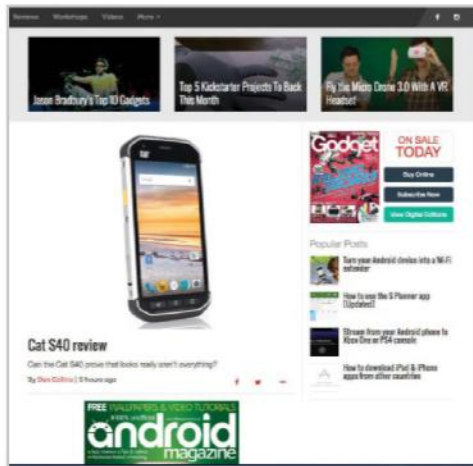 Reviews Workshops Videos More
Jason Bradbury's Top 10 Gadgets
Top 5 Kickstarter Projects To Back
This Month
Fly the Micro Drone 3.0 With A VR
Headset
CAT
Gadget
ON SALE
TODAY
Buy Online
Subscribe Now
View Digital Editions
Popular Posts
Turn your Android device into a Wi-Fi
extender
How to use the S Planner app
[Updated]
Stream from your Android phone to
Xbox One or PS4 console
How to download iPad & iPhone
apps from other countries
Cat S40 review
Can the Cat S40 prove that looks really aren't everything?
By Dan Collins | 5 hours ago
FREE WALLPAPERS & VIDEO TUTORIALS
android
magazine